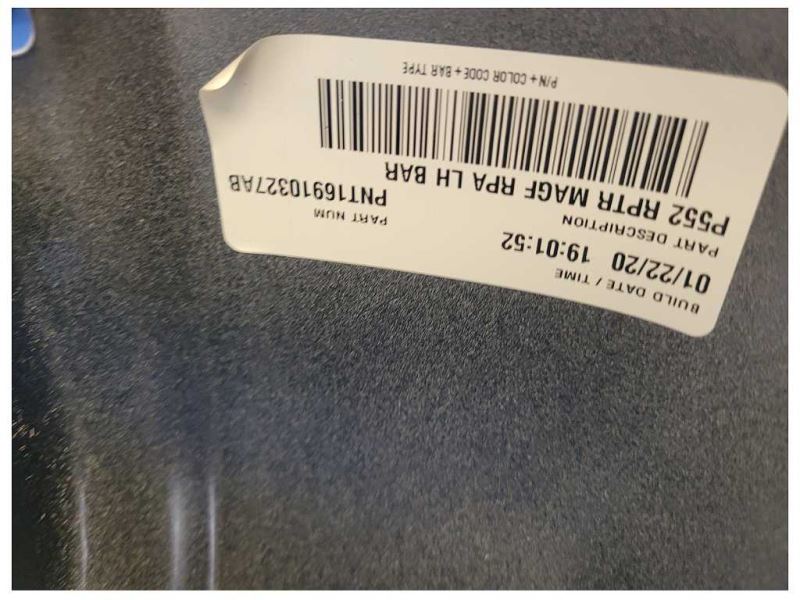 BUILD DATE / TIME
01/22/20 19:01:52
PART DESCRIPTION
P552 RPTR MAGF RPA LH BAR
PART NUM
PNT116910327AB
P/N + COLOR CODE + BAR TYPE